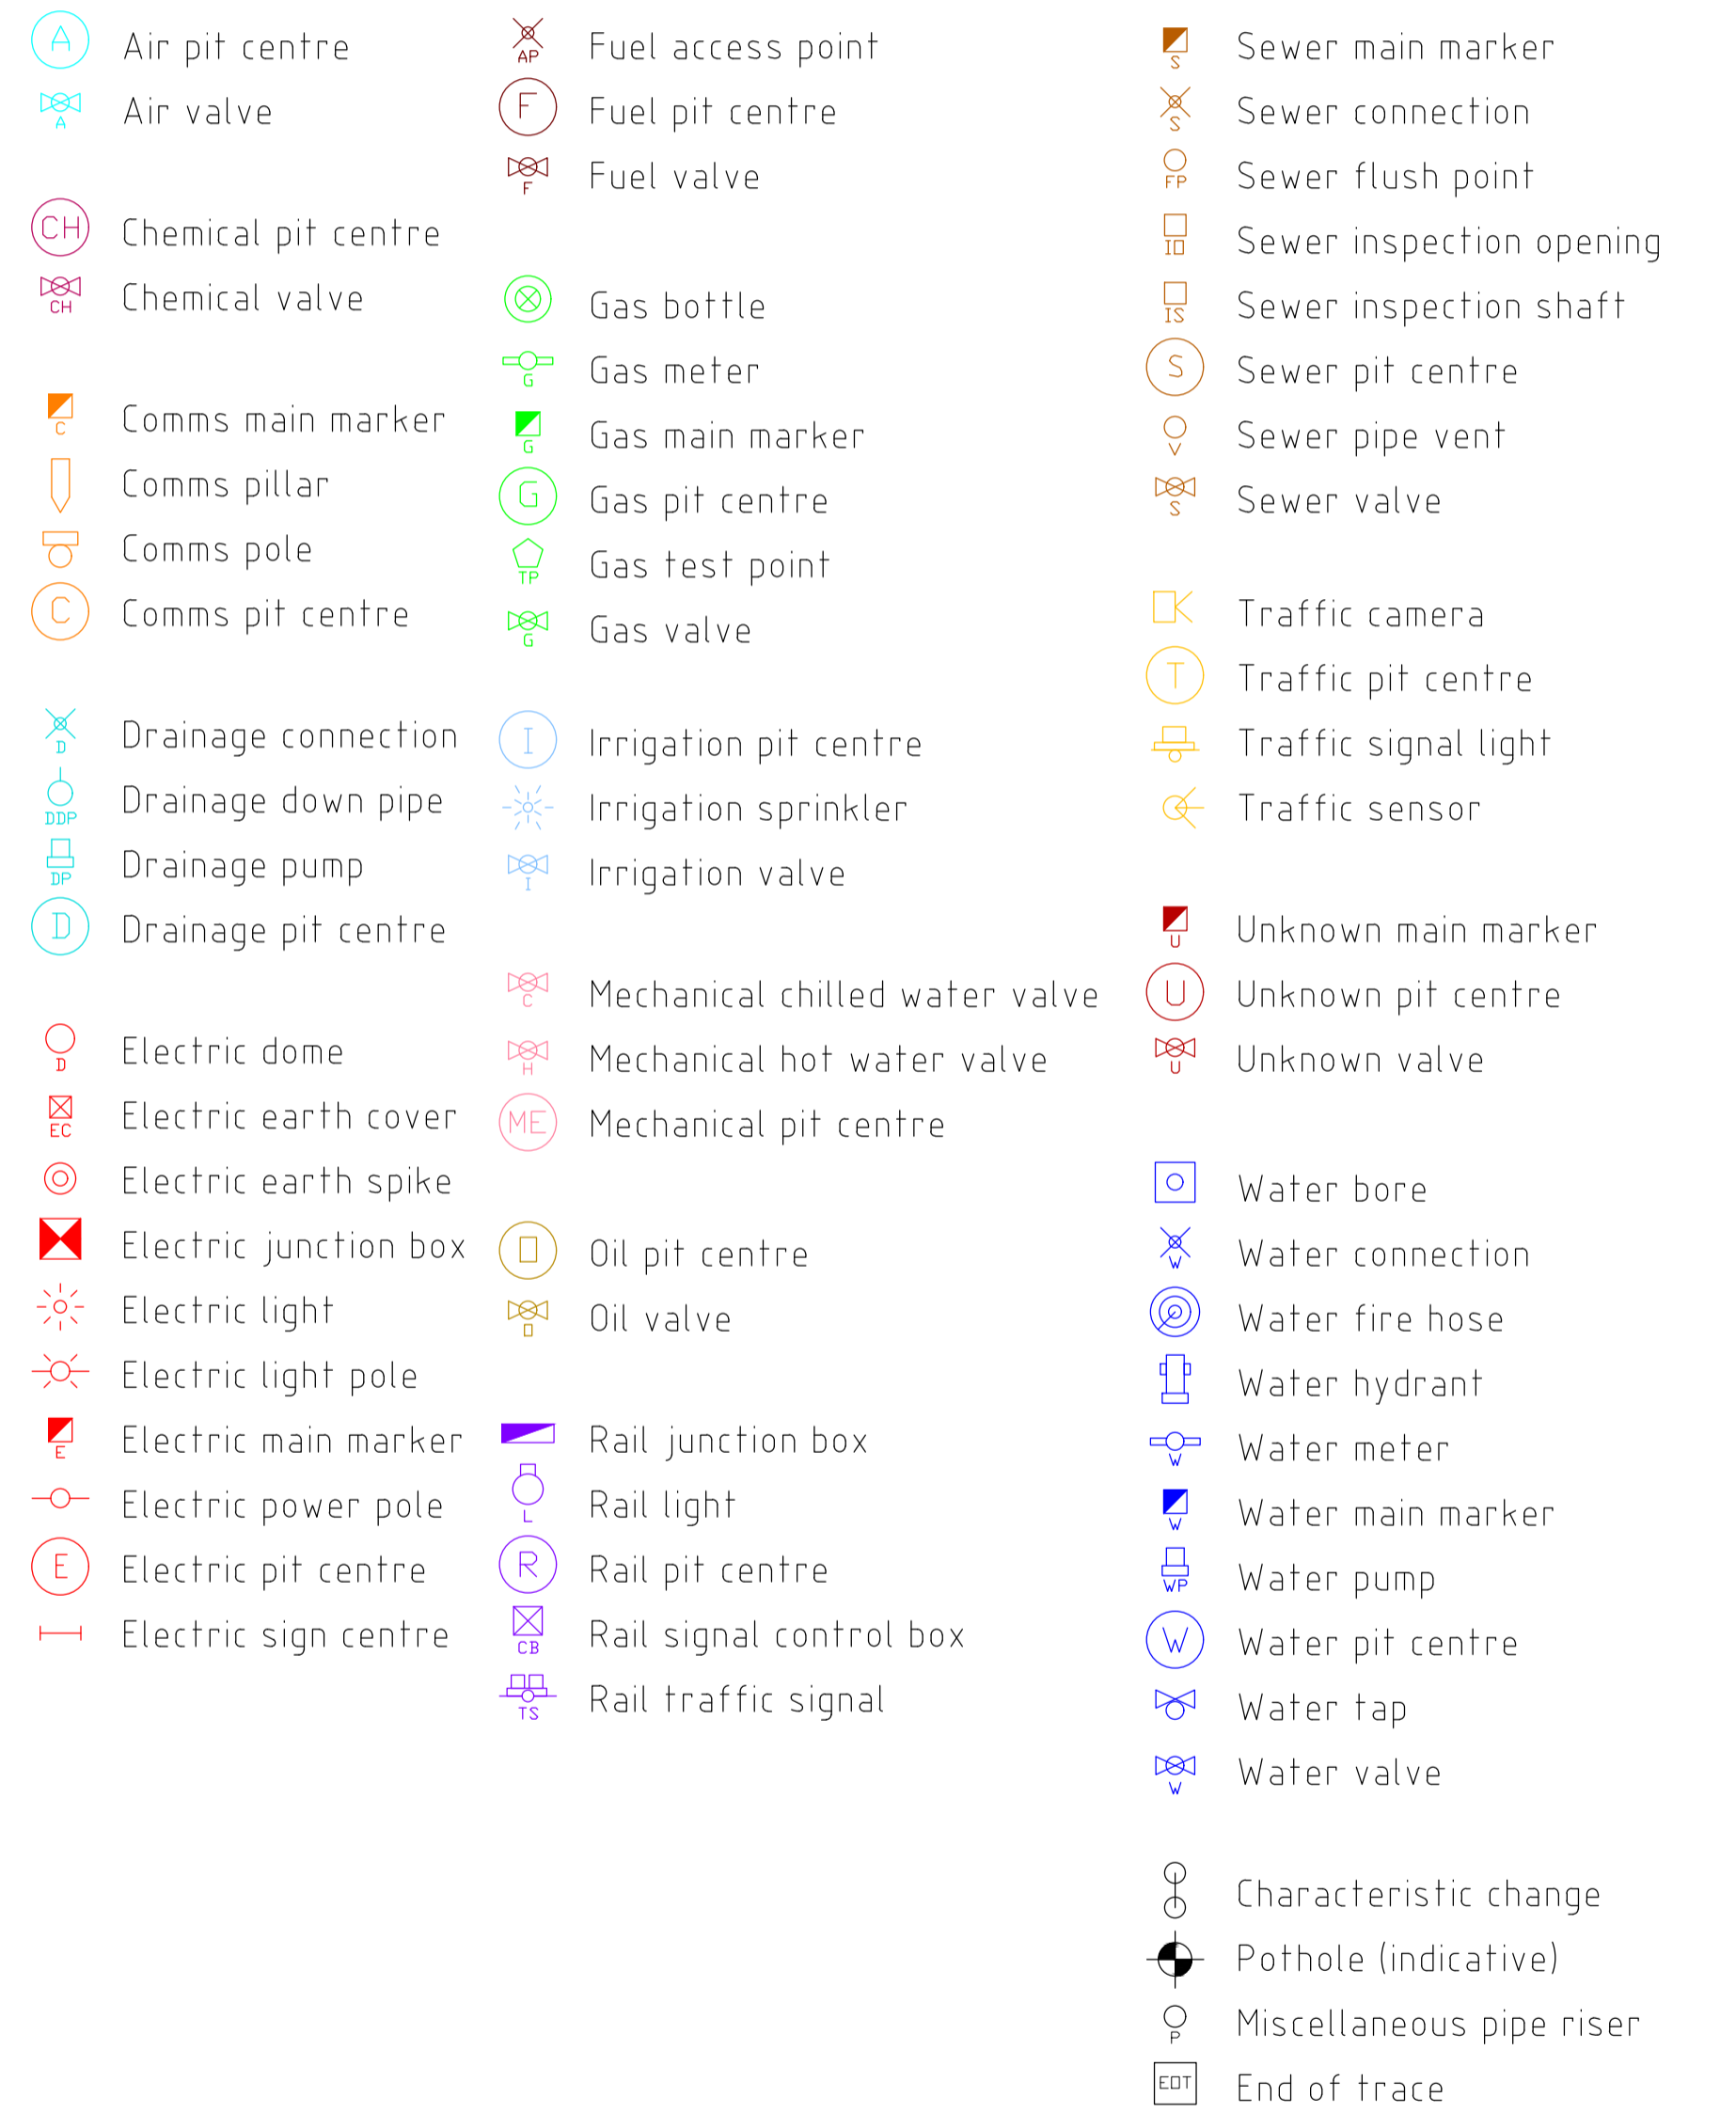 A Air pit centre
A Air valve
CH Chemical pit centre
CH Chemical valve
C Comms main marker
Comms pillar
Comms pole
C Comms pit centre
D Drainage connection
DDP Drainage down pipe
DP Drainage pump
D Drainage pit centre
D Electric dome
EC Electric earth cover
Electric earth spike
Electric junction box
Electric light
Electric light pole
E Electric main marker
Electric power pole
E Electric pit centre
Electric sign centre
AP Fuel access point
F Fuel pit centre
F Fuel valve
Gas bottle
G Gas meter
G Gas main marker
G Gas pit centre
TP Gas test point
G Gas valve
I Irrigation pit centre
Irrigation sprinkler
I Irrigation valve
C Mechanical chilled water valve
H Mechanical hot water valve
ME Mechanical pit centre
O Oil pit centre
O Oil valve
Rail junction box
L Rail light
R Rail pit centre
CB Rail signal control box
TS Rail traffic signal
S Sewer main marker
S Sewer connection
FP Sewer flush point
IO Sewer inspection opening
IS Sewer inspection shaft
S Sewer pit centre
V Sewer pipe vent
S Sewer valve
Traffic camera
T Traffic pit centre
Traffic signal light
Traffic sensor
U Unknown main marker
U Unknown pit centre
U Unknown valve
Water bore
W Water connection
Water fire hose
Water hydrant
W Water meter
W Water main marker
WP Water pump
W Water pit centre
Water tap
W Water valve
Characteristic change
Pothole (indicative)
P Miscellaneous pipe riser
EOT End of trace